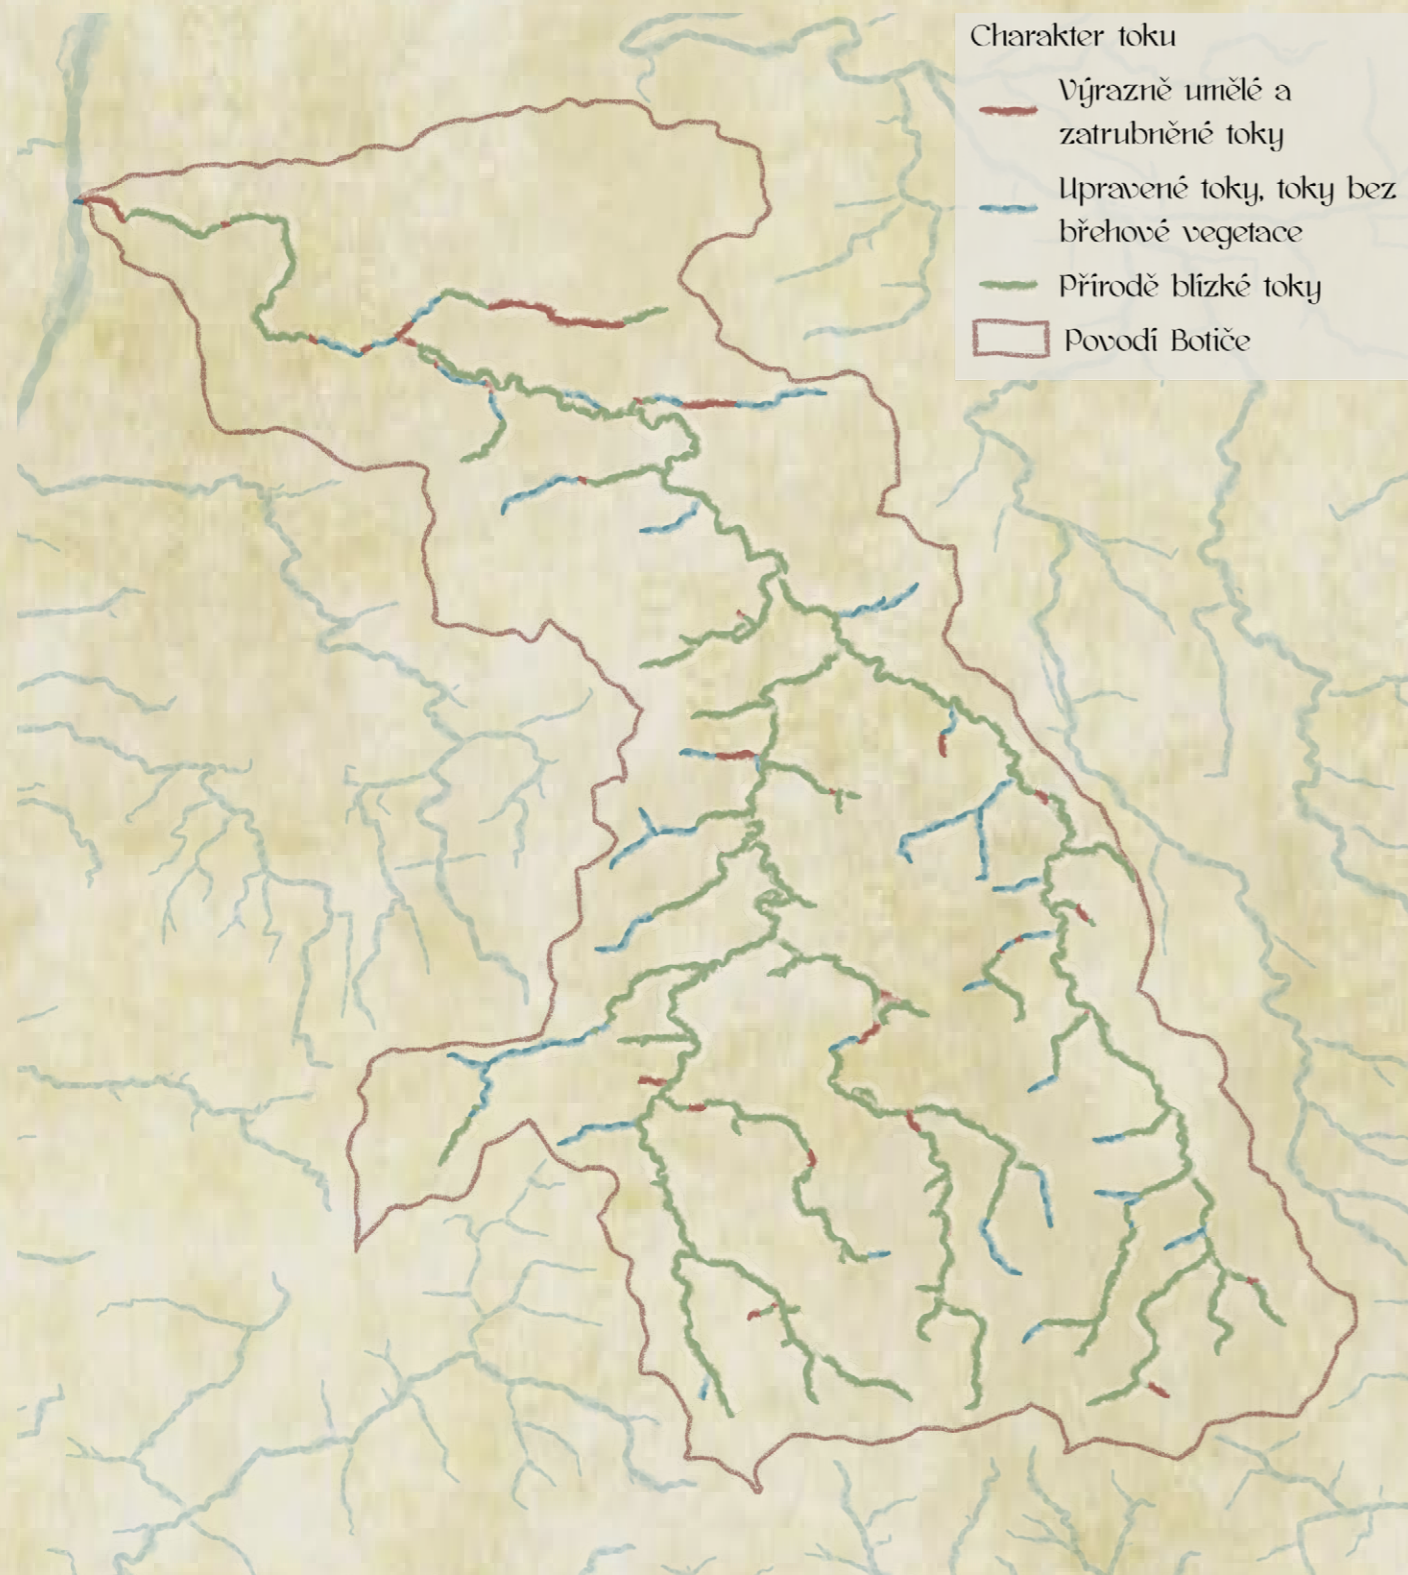 Charakter toku
Výrazně umělé a
zatrubněné toky
Upravené toky, toky bez
břehové vegetace
Přírodě blízké toky
Povodí Botiče